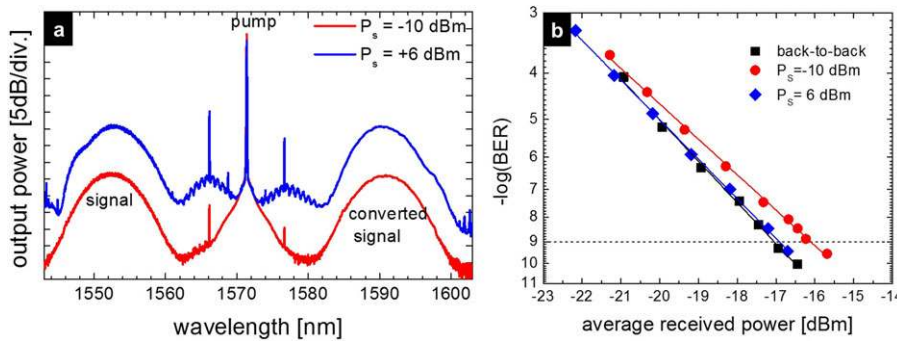 a
pump
P_s = -10 dBm
P_s = +6 dBm
signal
converted
signal
output power [5dB/div.]
1550 1560 1570 1580 1590 1600
wavelength [nm]
b
back-to-back
P_S=-10 dBm
P_S= 6 dBm
-log(BER)
3
4
5
6
7
8
9
10
-23 -22 -21 -20 -19 -18 -17 -16 -15 -14
average received power [dBm]